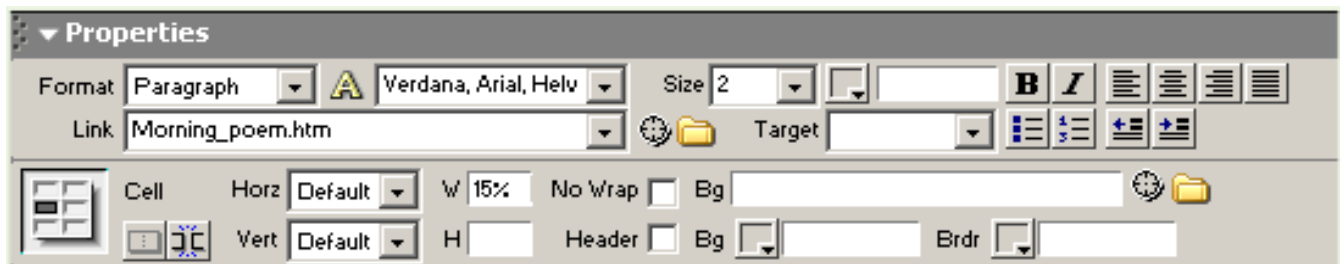 Properties
Format Paragraph A Verdana, Arial, Helv Size 2 B I
Link Morning_poem.htm Target
Cell Horz Default W 15% No Wrap Bg
Vert Default H Header Bg Brdr